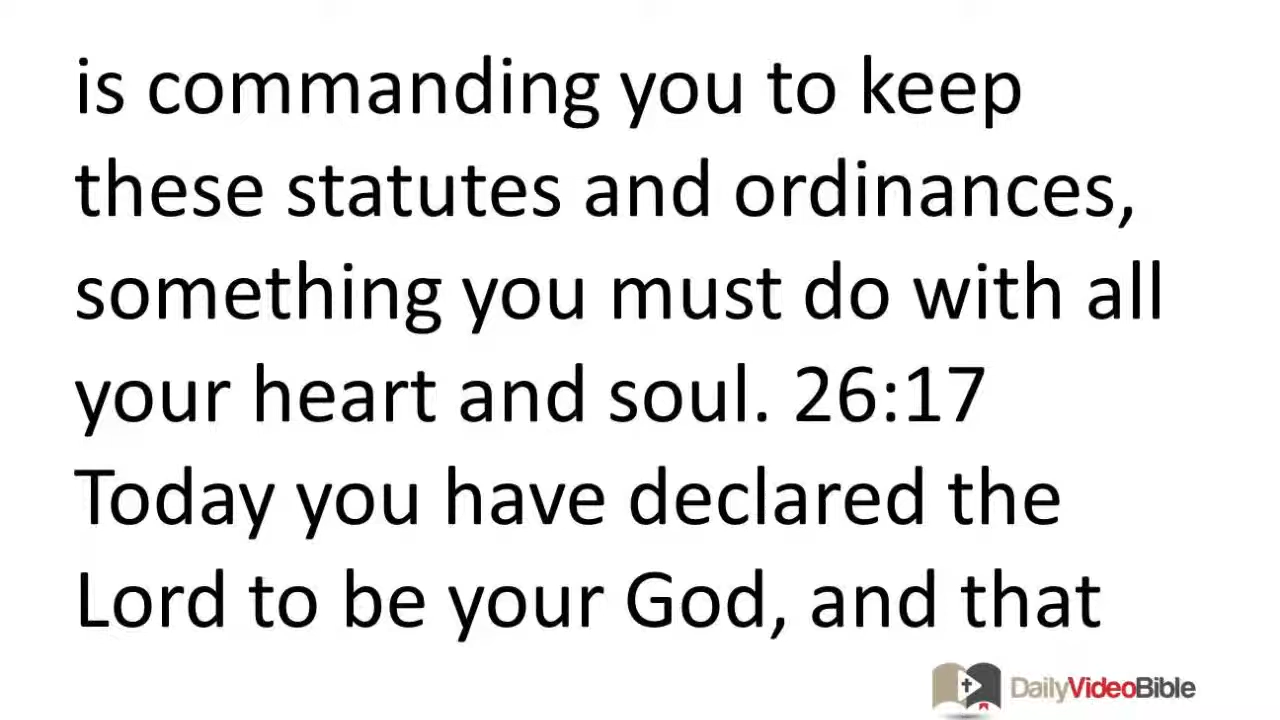 is commanding you to keep
these statutes and ordinances,
something you must do with all
your heart and soul. 26:17
Today you have declared the
Lord to be your God, and that
DailyVideoBible